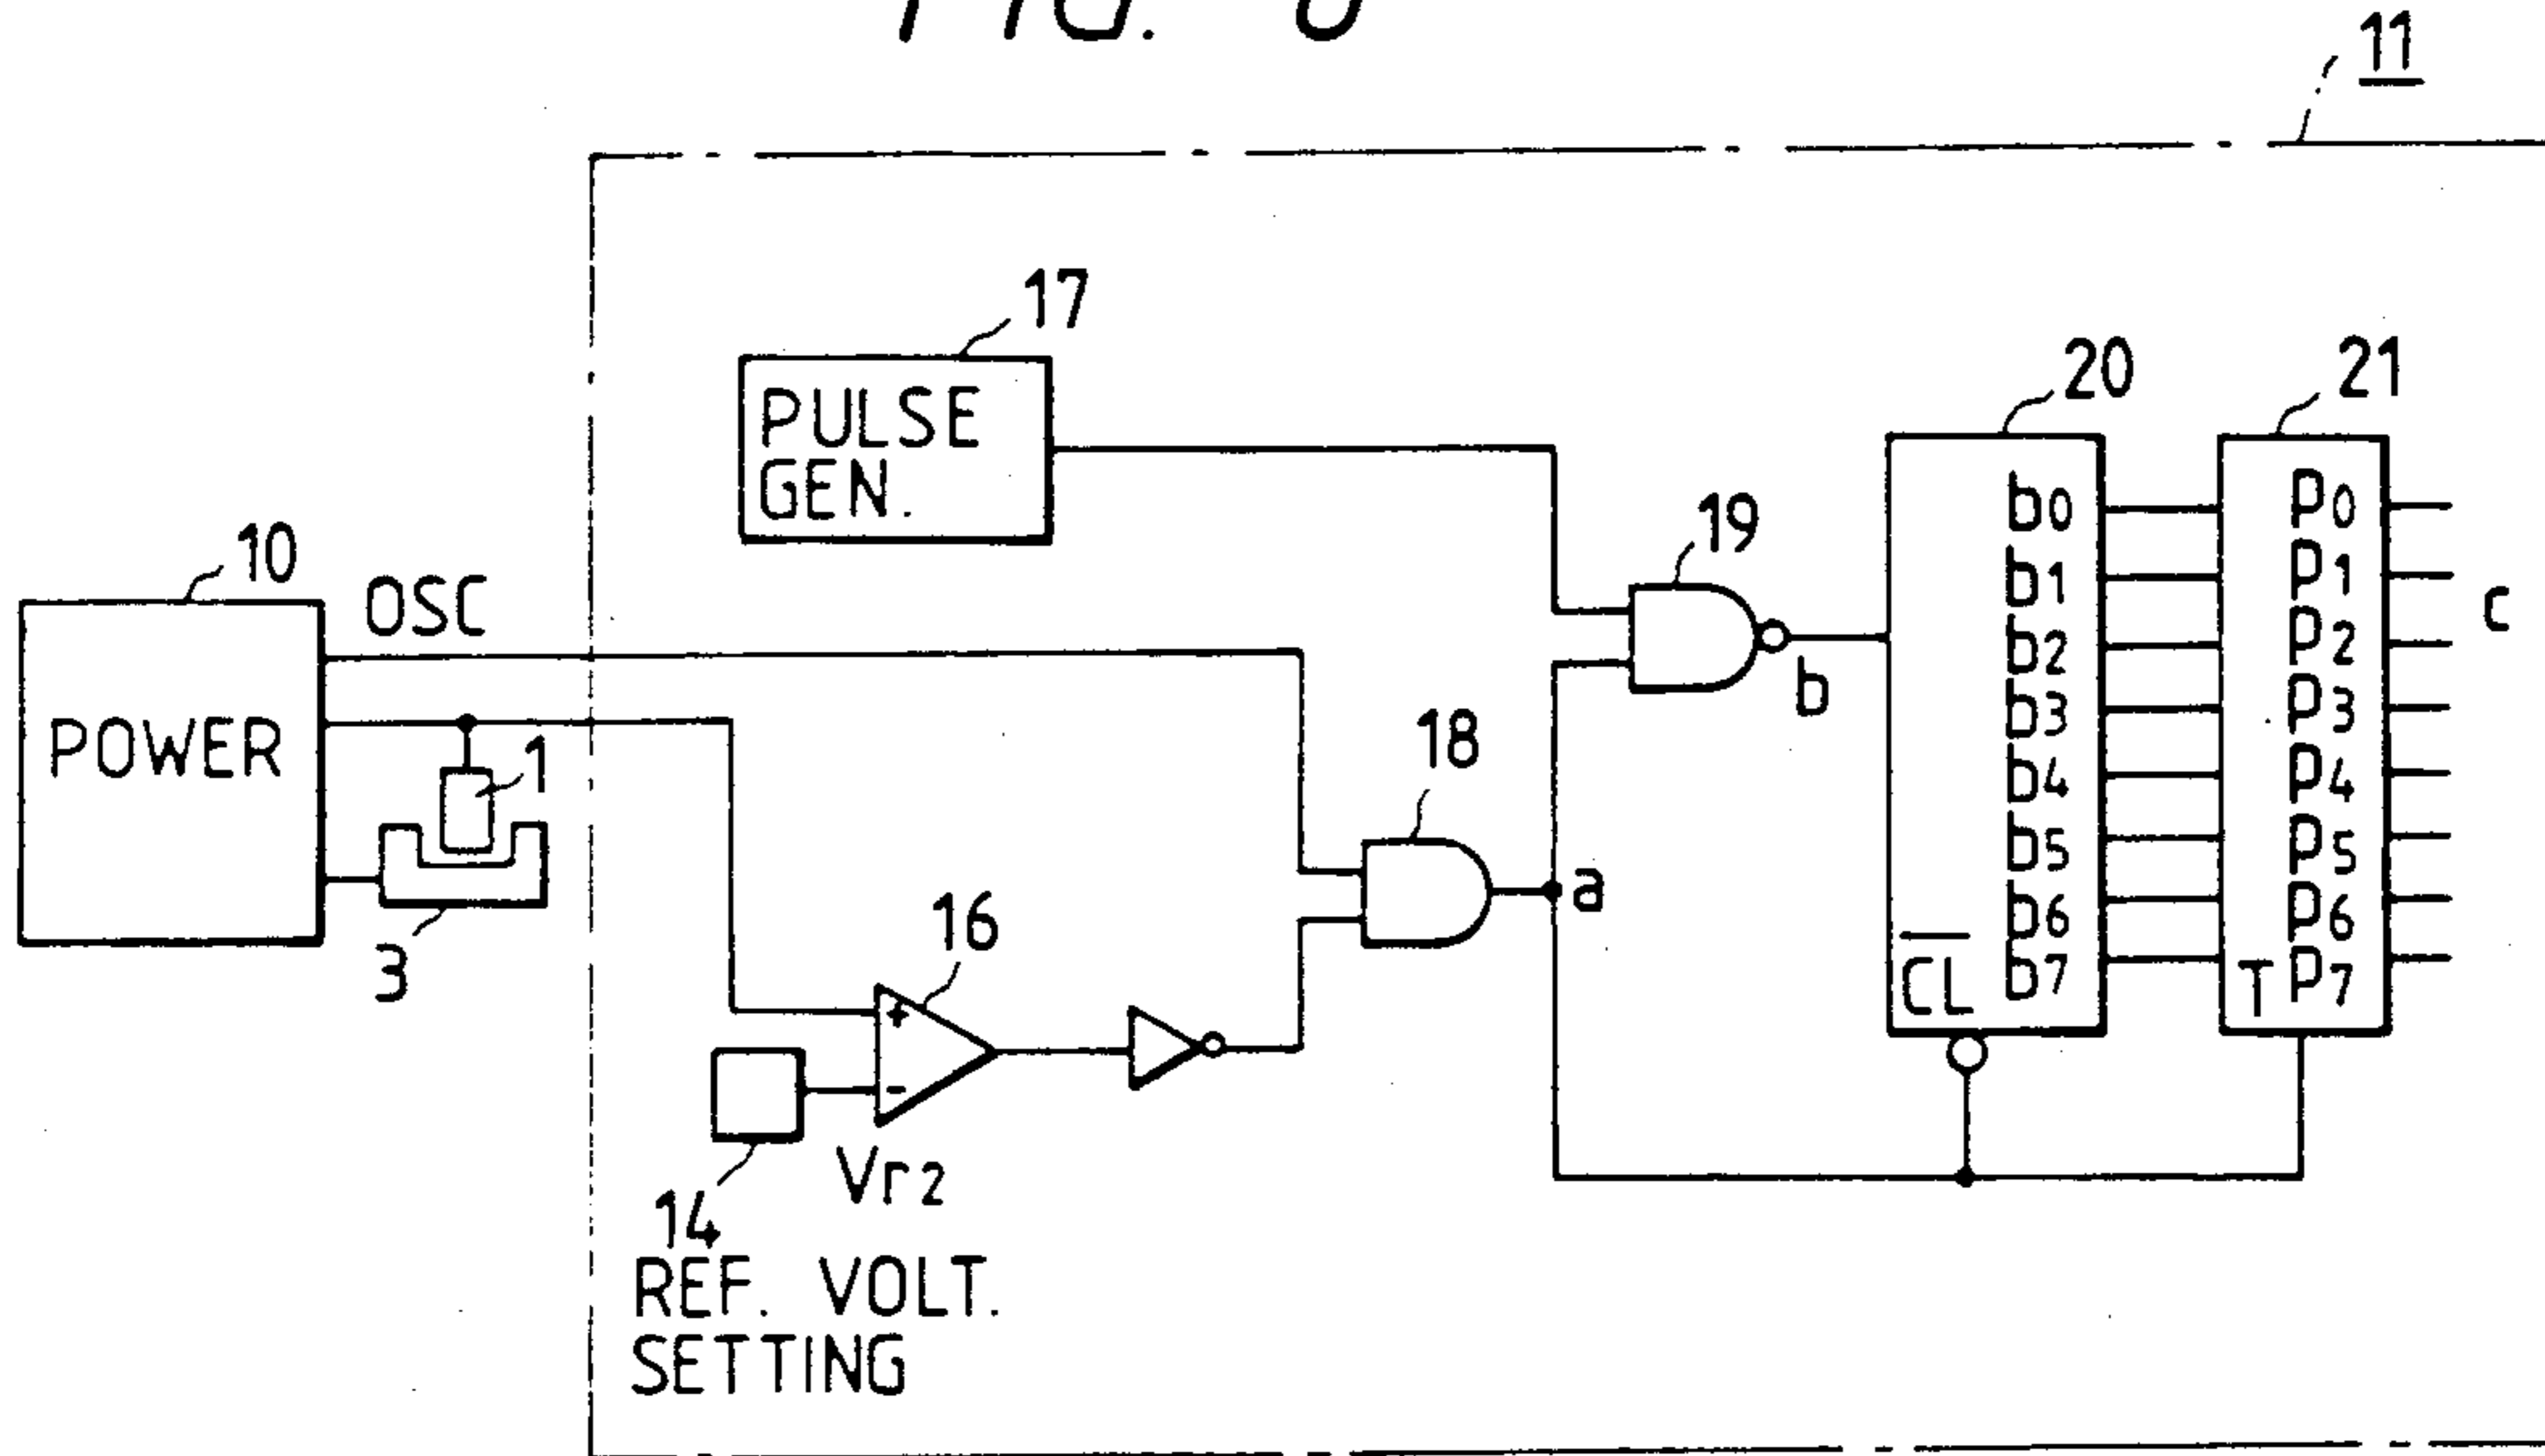 FIG.
11
17
PULSE
GEN.
20
21
10
OSC
19
b0
b1
b2
b3
b4
b5
b6
b7
P0
P1
P2
P3
P4
P5
P6
P7
c
POWER
1
b
18
a
3
16
+
-
CL
T
Vr2
14
REF. VOLT.
SETTING